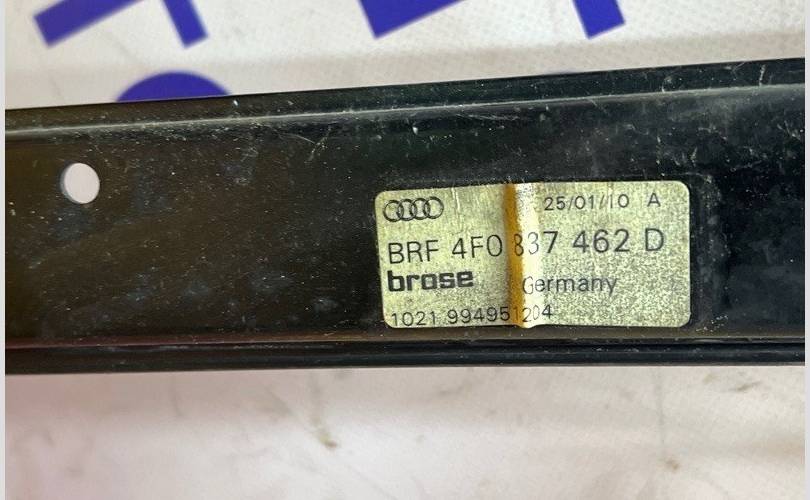 25/01/10 A
BRF 4F0 837 462 D
brose Germany
1021 994951204